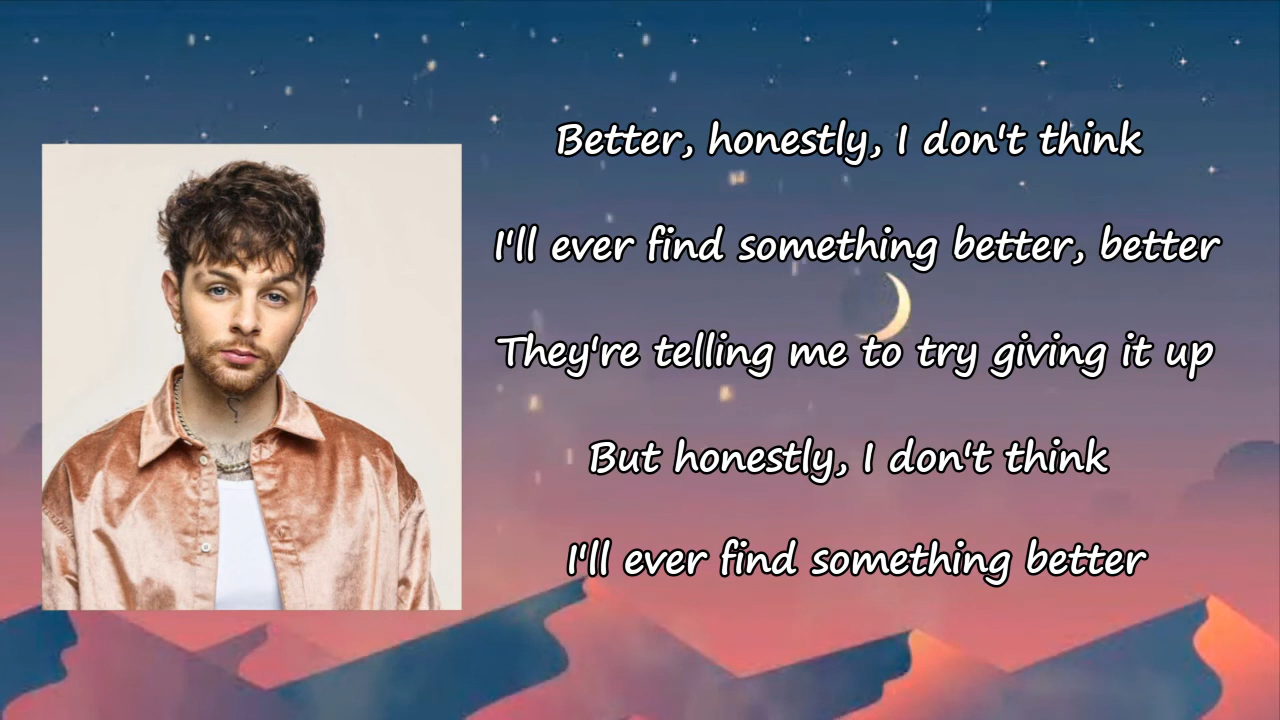 Better, honestly, I don't think
I'll ever find something better, better
They're telling me to try giving it up
But honestly, I don't think
I'll ever find something better